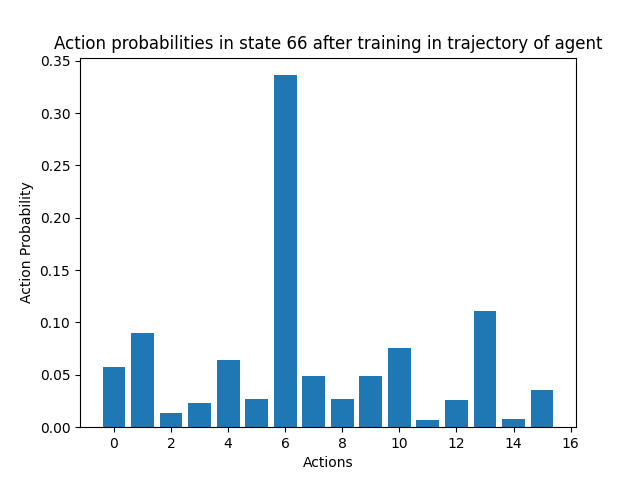 Action probabilities in state 66 after training in trajectory of agent
0.35
0.30
0.25
0.20
0.15
0.10
0.05
0.00
Action Probability
0 2 4 6 8 10 12 14 16
Actions